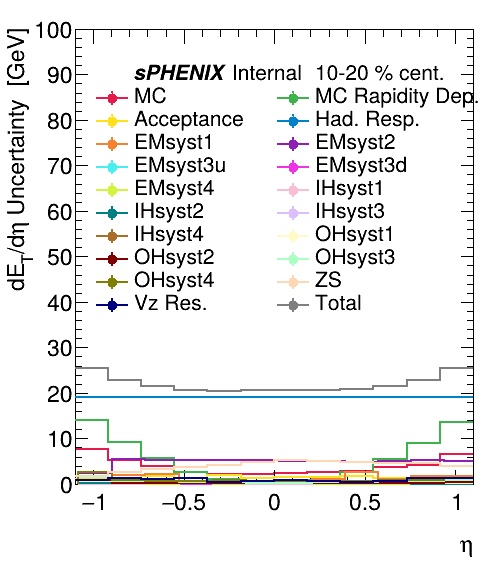 dE_T/dη Uncertainty [GeV]
100
90
80
70
60
50
40
30
20
10
0
sPHENIX Internal 10-20 % cent.
MC MC Rapidity Dep.
Acceptance Had. Resp.
EMsyst1 EMsyst2
EMsyst3u EMsyst3d
EMsyst4 IHsyst1
IHsyst2 IHsyst3
IHsyst4 OHsyst1
OHsyst2 OHsyst3
OHsyst4 ZS
Vz Res. Total
−1 −0.5 0 0.5 1
η